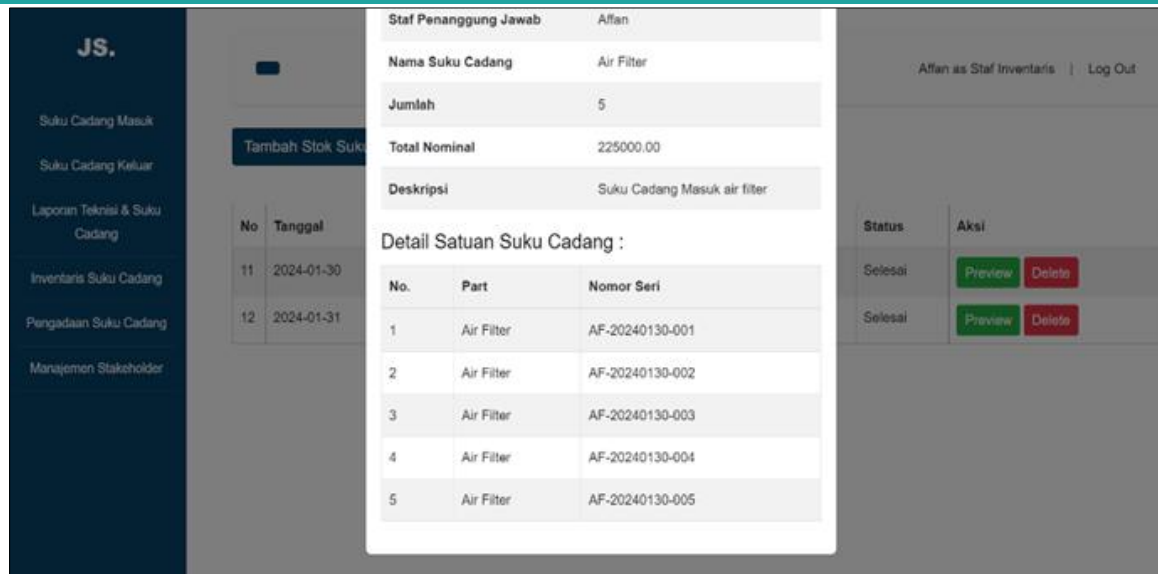 JS.
Suku Cadang Masuk
Suku Cadang Keluar
Laporan Teknisi & Suku
Cadang
Inventaris Suku Cadang
Pengadaan Suku Cadang
Manajemen Stakeholder
Affan as Staf Inventaris | Log Out
Tambah Stok Suku
No Tanggal Status Aksi
11 2024-01-30 Selesai Preview Delete
12 2024-01-31 Selesai Preview Delete
Staf Penanggung Jawab Affan
Nama Suku Cadang Air Filter
Jumlah 5
Total Nominal 225000.00
Deskripsi Suku Cadang Masuk air filter
Detail Satuan Suku Cadang :
No. Part Nomor Seri
1 Air Filter AF-20240130-001
2 Air Filter AF-20240130-002
3 Air Filter AF-20240130-003
4 Air Filter AF-20240130-004
5 Air Filter AF-20240130-005